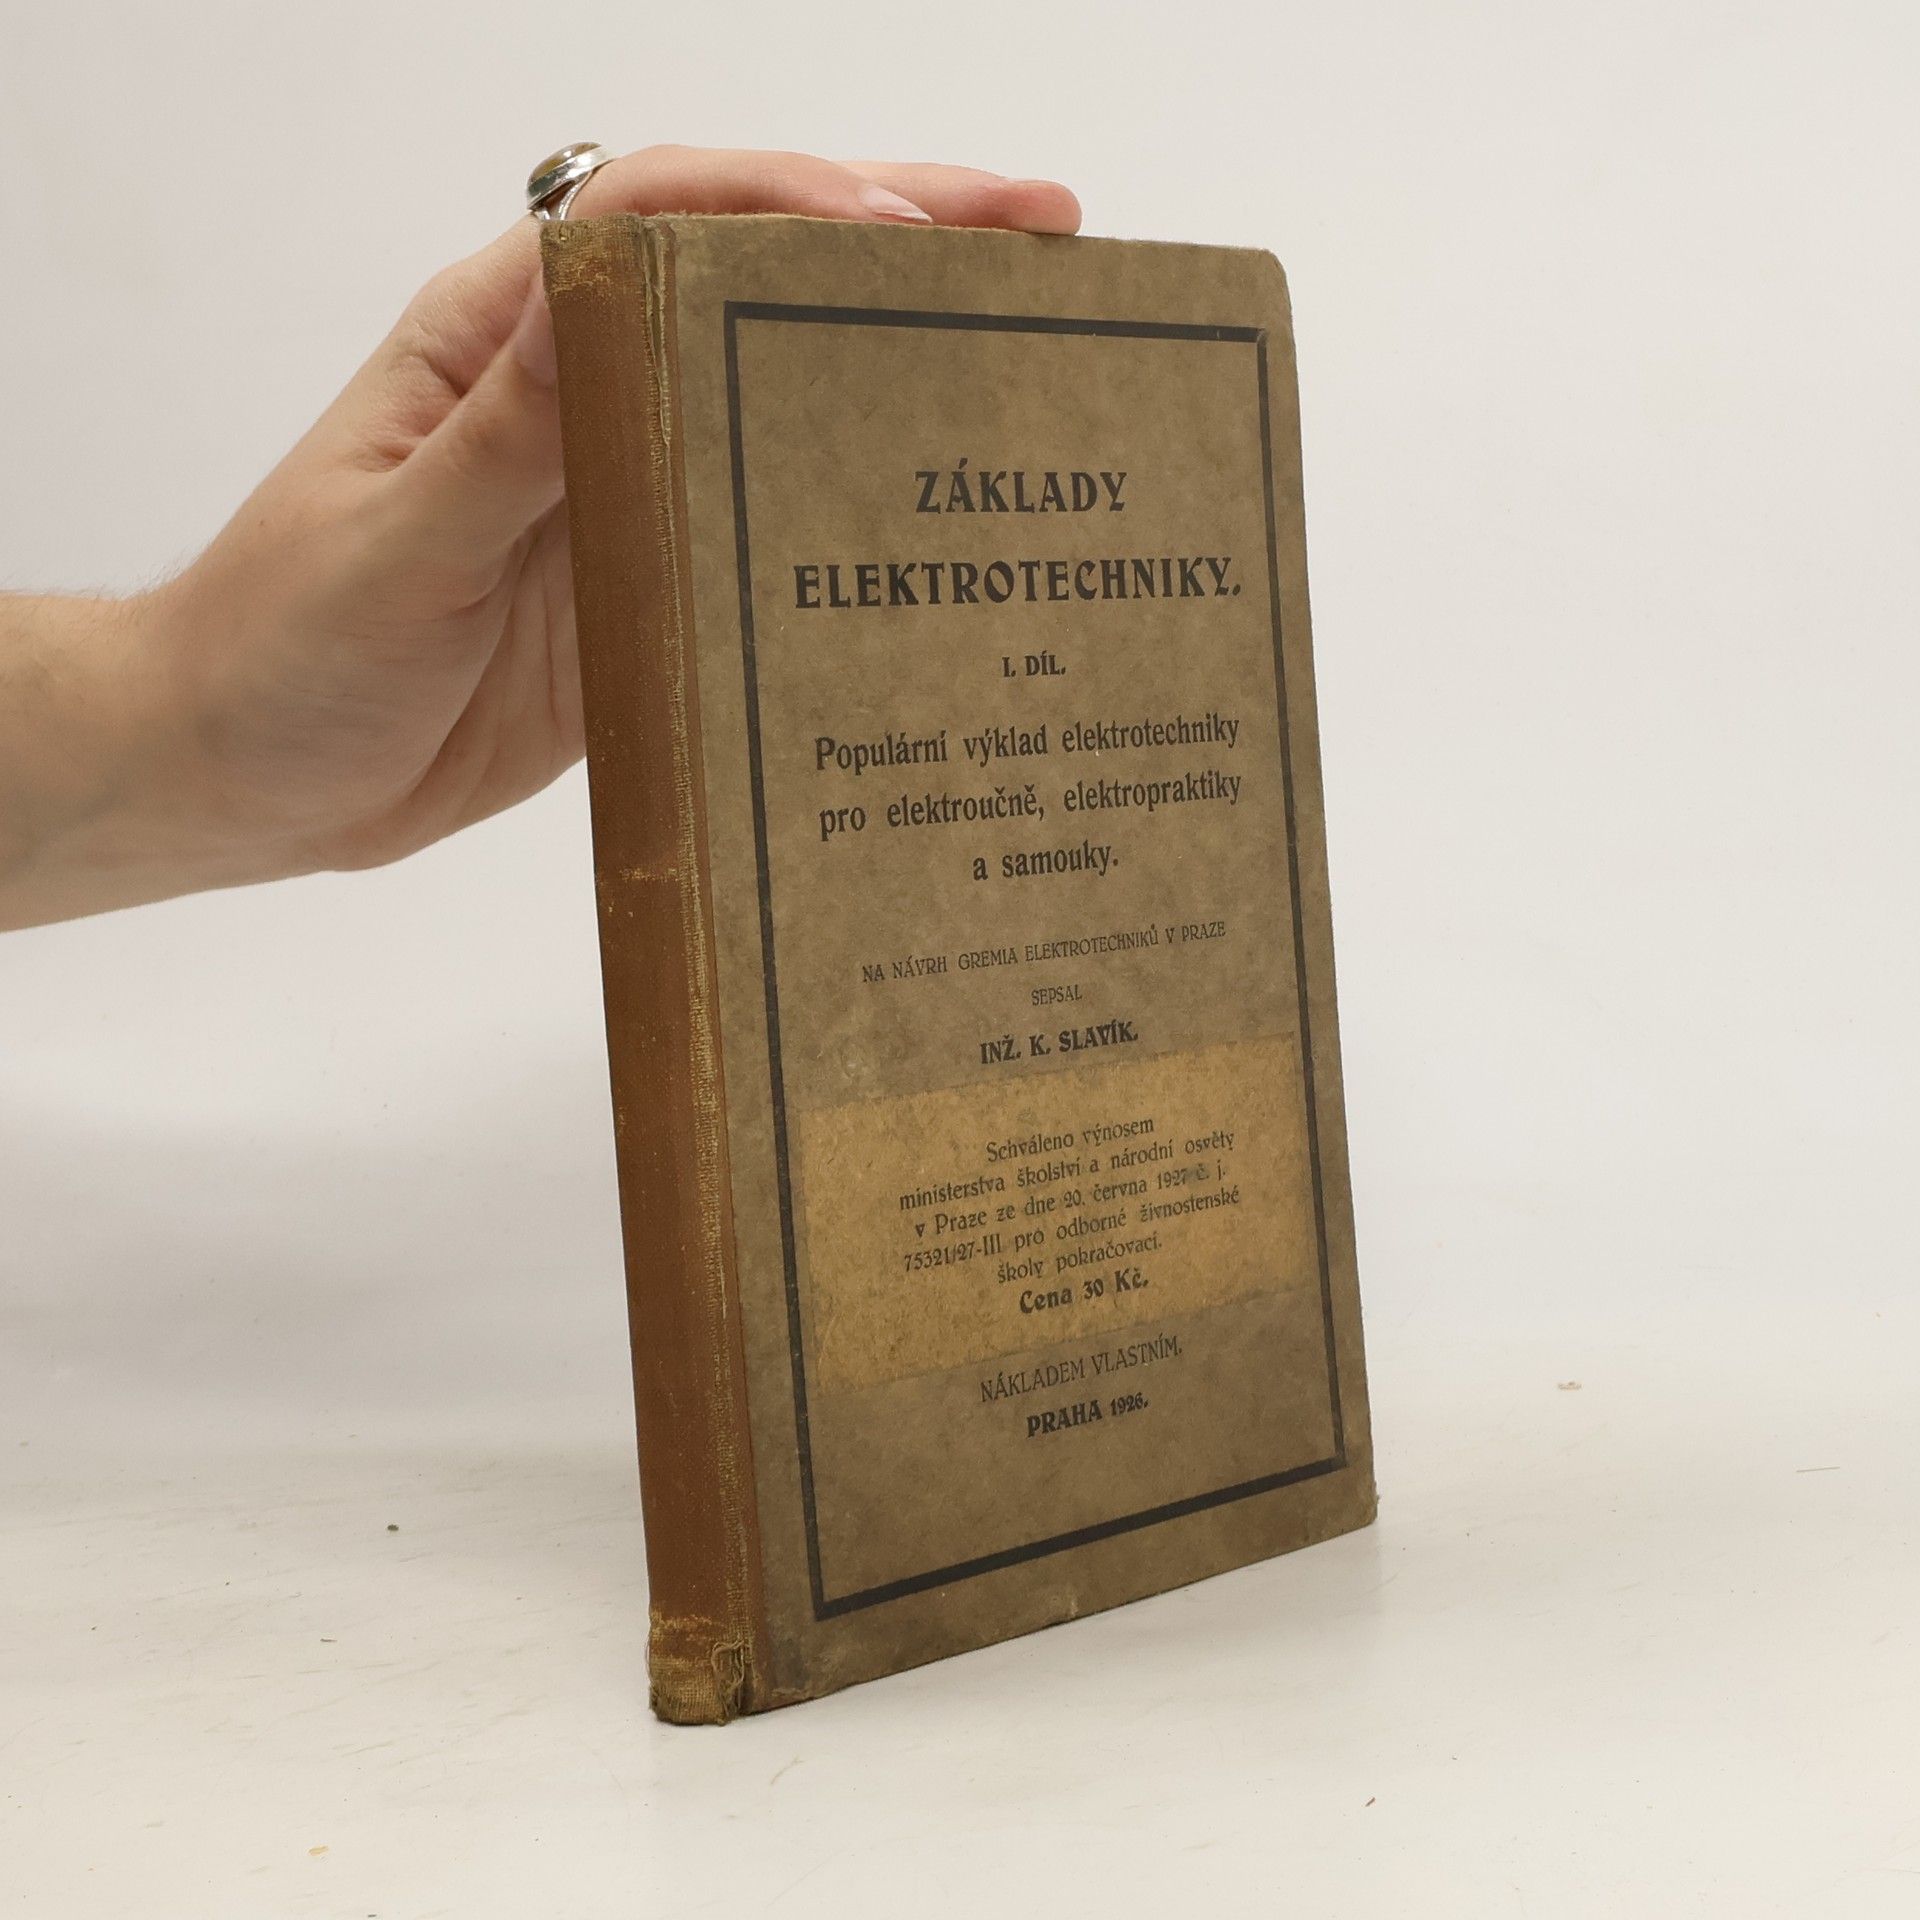 ZÁKLADY
ELEKTROTECHNIKY.
I. DÍL.
Populární výklad elektrotechniky
pro elektroučně, elektropraktiky
a samouky.
NA NÁVRH GREMIA ELEKTROTECHNIKŮ V PRAZE
SEPSAL
INŽ. K. SLAVÍK.
Schváleno výnosem
ministerstva školství a národní osvěty
v Praze ze dne 20. června 1927 č. j.
75321/27-III pro odborné živnostenské
školy pokračovací.
Cena 30 Kč.
NÁKLADEM VLASTNÍM.
PRAHA 1926.